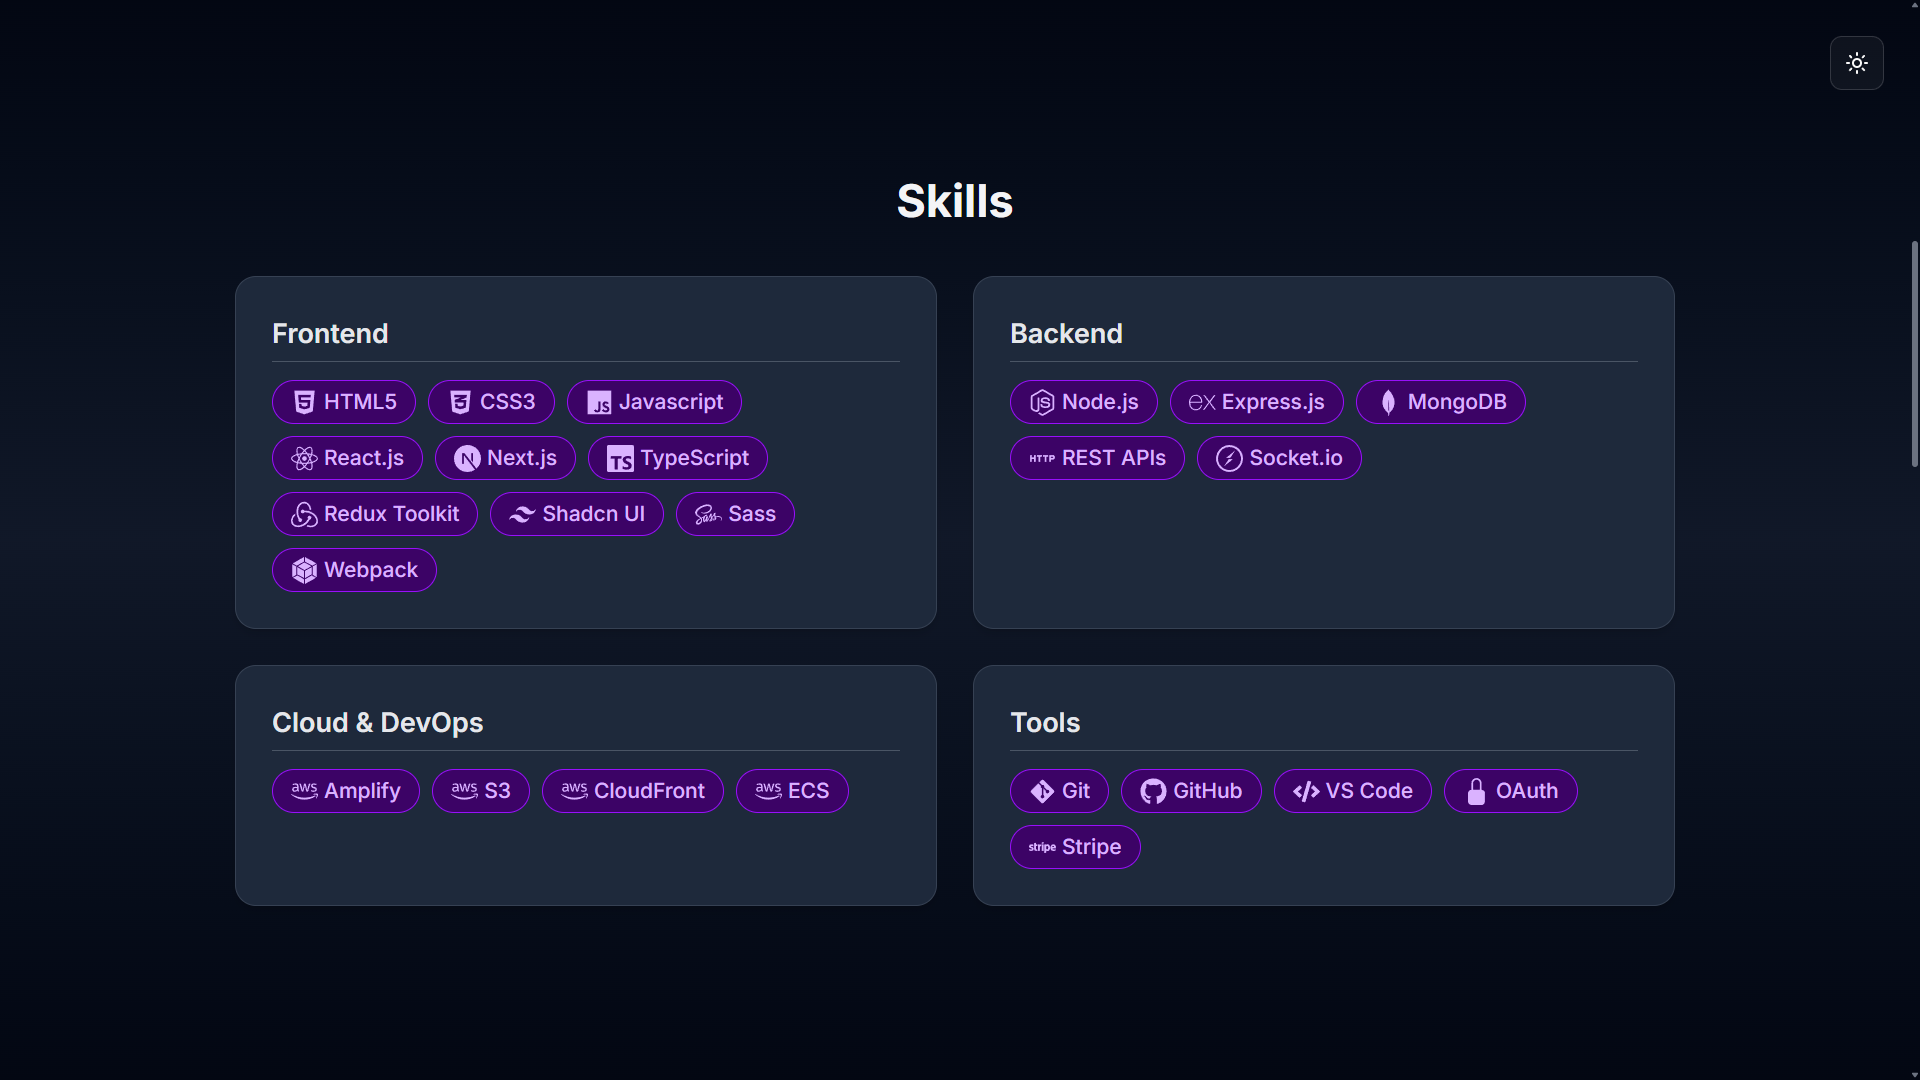 Skills
Frontend
HTML5 CSS3 JS Javascript
React.js N Next.js TS TypeScript
Redux Toolkit Shadcn UI Sass Sass
Webpack
Backend
JS Node.js ex Express.js MongoDB
HTTP REST APIs Socket.io
Cloud & DevOps
aws Amplify aws S3 aws CloudFront aws ECS
Tools
Git GitHub </> VS Code OAuth
stripe Stripe